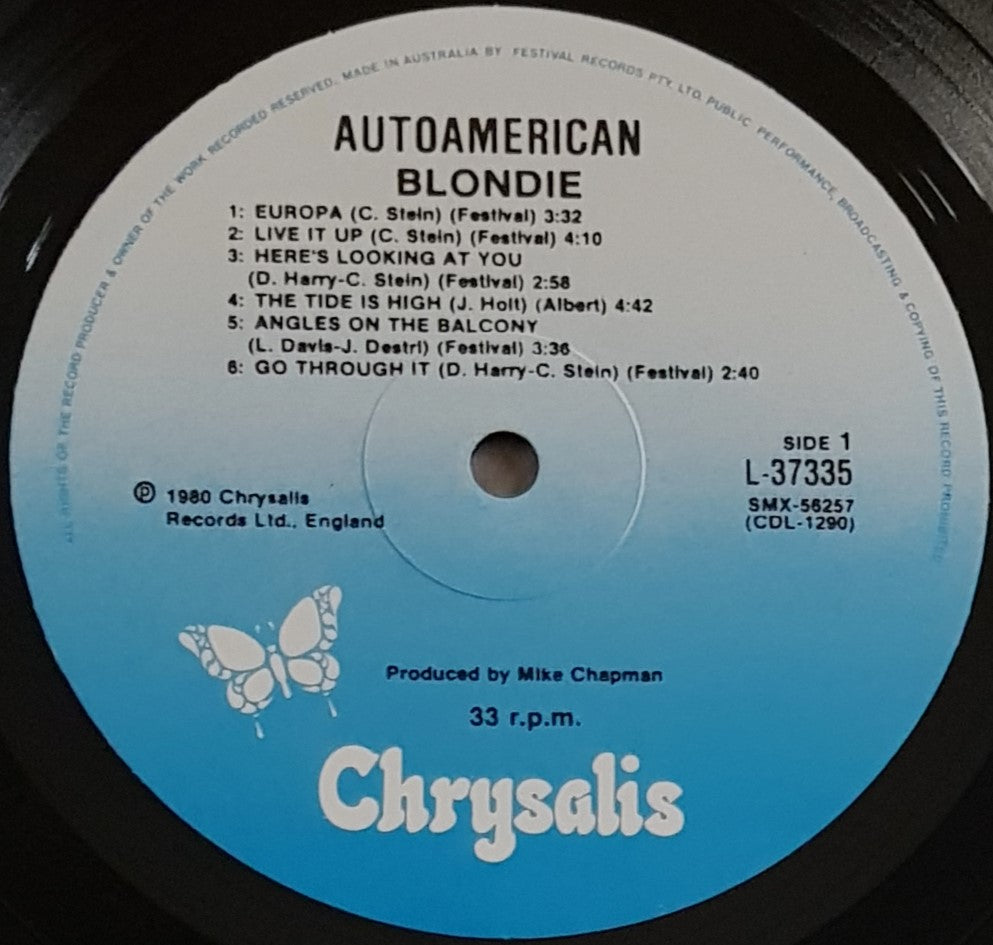 ALL RIGHTS OF THE RECORD PRODUCER & OWNER OF THE WORK RECORDED RESERVED. MADE IN AUSTRALIA BY FESTIVAL RECORDS PTY. LTD. PUBLIC PERFORMANCE, BROADCASTING & COPYING OF THIS RECORD PROHIBITED
AUTOAMERICAN
BLONDIE
1: EUROPA (C. Stein) (Festival) 3:32
2: LIVE IT UP (C. Stein) (Festival) 4:10
3: HERE'S LOOKING AT YOU
(D. Harry-C. Stein) (Festival) 2:58
4: THE TIDE IS HIGH (J. Holt) (Albert) 4:42
5: ANGLES ON THE BALCONY
(L. Davis-J. Destri) (Festival) 3:36
6: GO THROUGH IT (D. Harry-C. Stein) (Festival) 2:40
SIDE 1
L-37335
SMX-56257
(CDL-1290)
℗ 1980 Chrysalis
Records Ltd., England
Produced by Mike Chapman
33 r.p.m.
Chrysalis